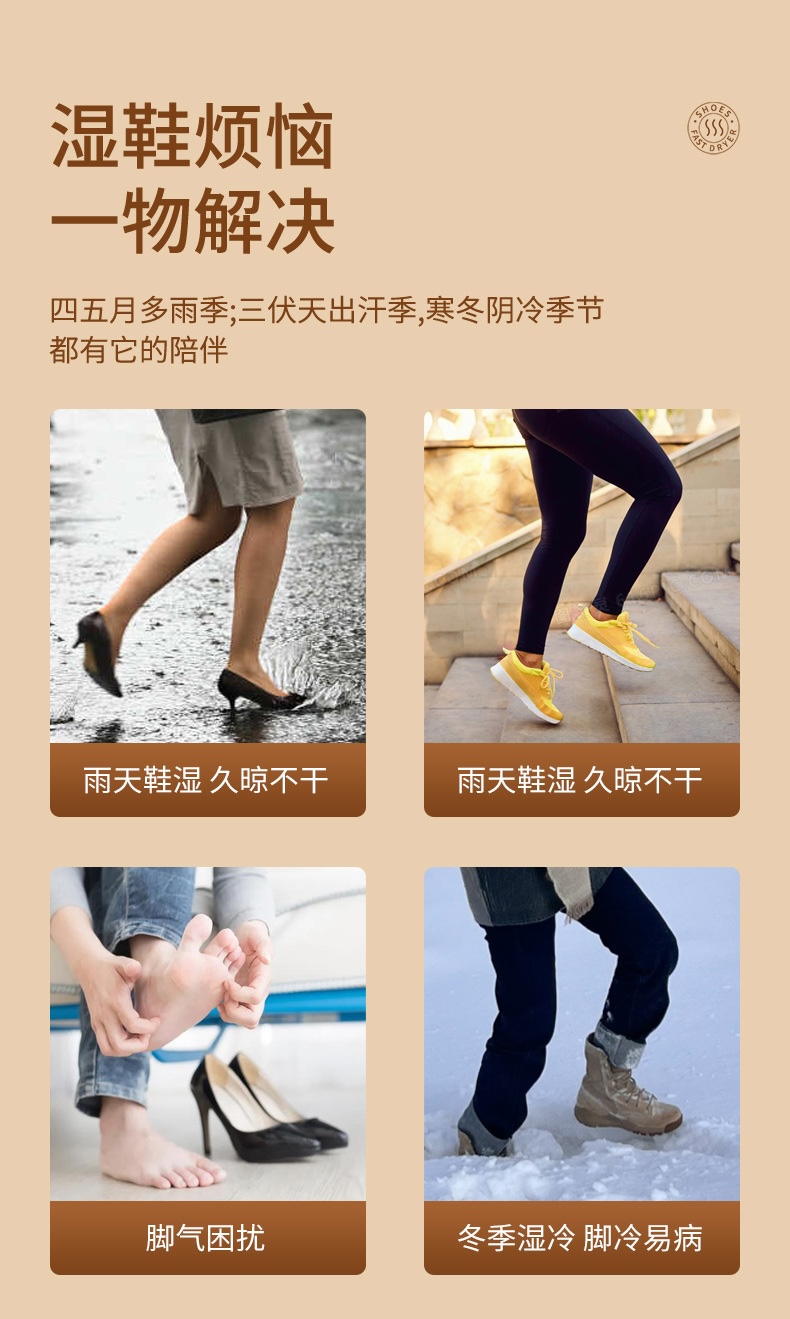 湿鞋烦恼
一物解决
SHOES
FAST DRYER
四五月多雨季;三伏天出汗季,寒冬阴冷季节
都有它的陪伴
雨天鞋湿 久晾不干
雨天鞋湿 久晾不干
脚气困扰
冬季湿冷 脚冷易病